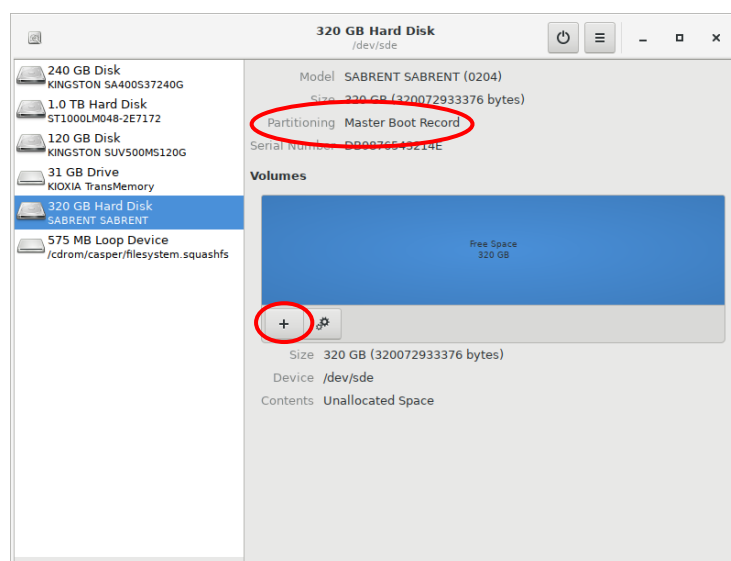 320 GB Hard Disk
/dev/sde
240 GB Disk
KINGSTON SA400S37240G
1.0 TB Hard Disk
ST1000LM048-2E7172
120 GB Disk
KINGSTON SUV500MS120G
31 GB Drive
KIOXIA TransMemory
320 GB Hard Disk
SABRENT SABRENT
575 MB Loop Device
/cdrom/casper/filesystem.squashfs
Model SABRENT SABRENT (0204)
Size 320 GB (320072933376 bytes)
Partitioning Master Boot Record
Serial Number DB9876543214E
Volumes
Free Space
320 GB
+
Size 320 GB (320072933376 bytes)
Device /dev/sde
Contents Unallocated Space